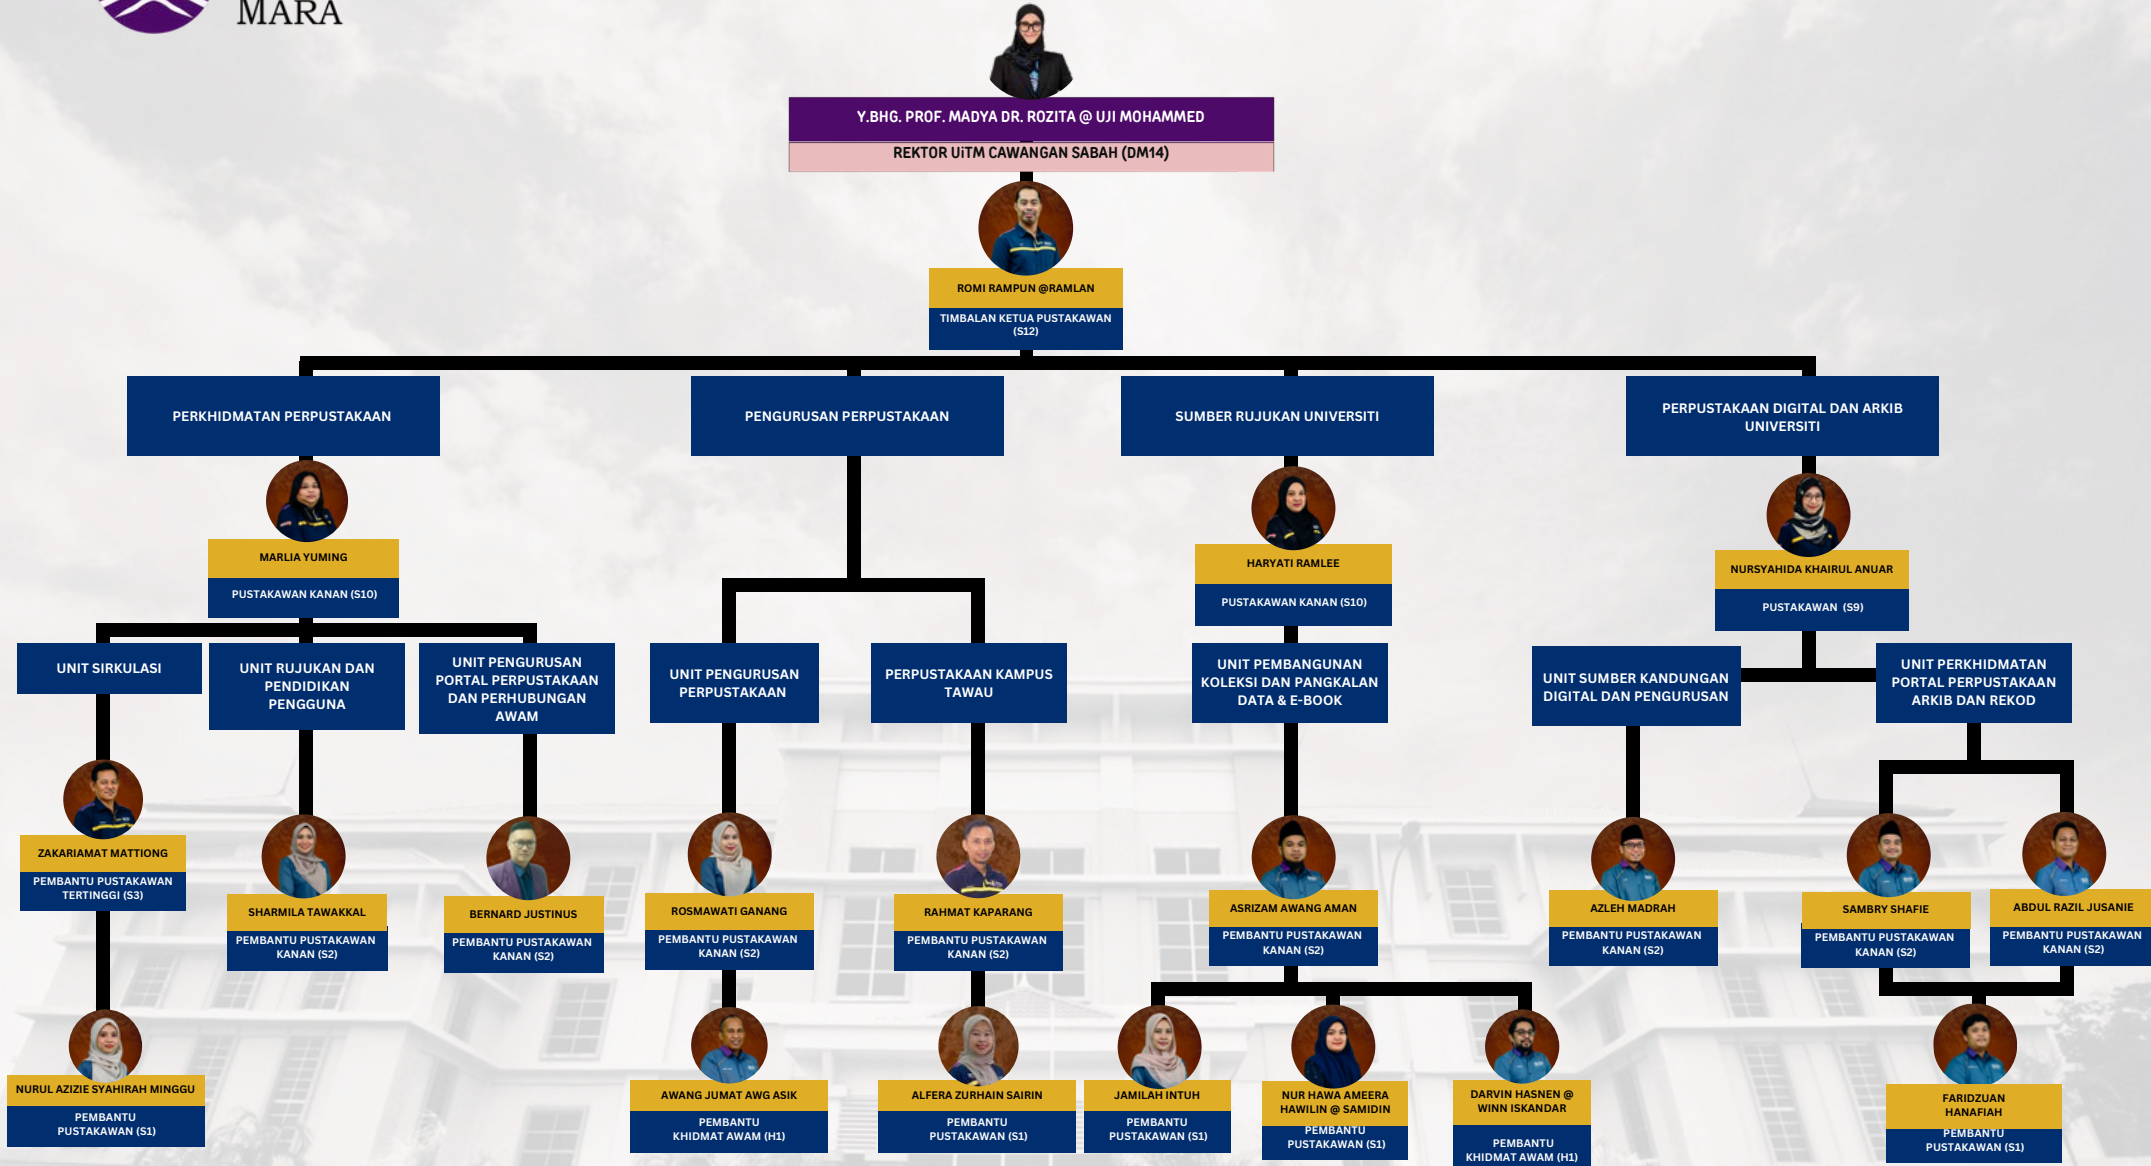 MARA
Y.BHG. PROF. MADYA DR. ROZITA @ UJI MOHAMMED
REKTOR UiTM CAWANGAN SABAH (DM14)
ROMI RAMPUN @RAMLAN
TIMBALAN KETUA PUSTAKAWAN
(S12)
PERKHIDMATAN PERPUSTAKAAN
PENGURUSAN PERPUSTAKAAN
SUMBER RUJUKAN UNIVERSITI
PERPUSTAKAAN DIGITAL DAN ARKIB
UNIVERSITI
MARLIA YUMING
PUSTAKAWAN KANAN (S10)
HARYATI RAMLEE
PUSTAKAWAN KANAN (S10)
NURSYAHIDA KHAIRUL ANUAR
PUSTAKAWAN (S9)
UNIT SIRKULASI
UNIT RUJUKAN DAN
PENDIDIKAN
PENGGUNA
UNIT PENGURUSAN
PORTAL PERPUSTAKAAN
DAN PERHUBUNGAN
AWAM
UNIT PENGURUSAN
PERPUSTAKAAN
PERPUSTAKAAN KAMPUS
TAWAU
UNIT PEMBANGUNAN
KOLEKSI DAN PANGKALAN
DATA & E-BOOK
UNIT SUMBER KANDUNGAN
DIGITAL DAN PENGURUSAN
UNIT PERKHIDMATAN
PORTAL PERPUSTAKAAN
ARKIB DAN REKOD
ZAKARIAMAT MATTIONG
PEMBANTU PUSTAKAWAN
TERTINGGI (S3)
SHARMILA TAWAKKAL
PEMBANTU PUSTAKAWAN
KANAN (S2)
BERNARD JUSTINUS
PEMBANTU PUSTAKAWAN
KANAN (S2)
ROSMAWATI GANANG
PEMBANTU PUSTAKAWAN
KANAN (S2)
RAHMAT KAPARANG
PEMBANTU PUSTAKAWAN
KANAN (S2)
ASRIZAM AWANG AMAN
PEMBANTU PUSTAKAWAN
KANAN (S2)
AZLEH MADRAH
PEMBANTU PUSTAKAWAN
KANAN (S2)
SAMBRY SHAFIE
PEMBANTU PUSTAKAWAN
KANAN (S2)
ABDUL RAZIL JUSANIE
PEMBANTU PUSTAKAWAN
KANAN (S2)
NURUL AZIZIE SYAHIRAH MINGGU
PEMBANTU
PUSTAKAWAN (S1)
AWANG JUMAT AWG ASIK
PEMBANTU
KHIDMAT AWAM (H1)
ALFERA ZURHAIN SAIRIN
PEMBANTU
PUSTAKAWAN (S1)
JAMILAH INTUH
PEMBANTU
PUSTAKAWAN (S1)
NUR HAWA AMEERA
HAWILIN @ SAMIDIN
PEMBANTU
PUSTAKAWAN (S1)
DARVIN HASNEN @
WINN ISKANDAR
PEMBANTU
KHIDMAT AWAM (H1)
FARIDZUAN
HANAFIAH
PEMBANTU
PUSTAKAWAN (S1)